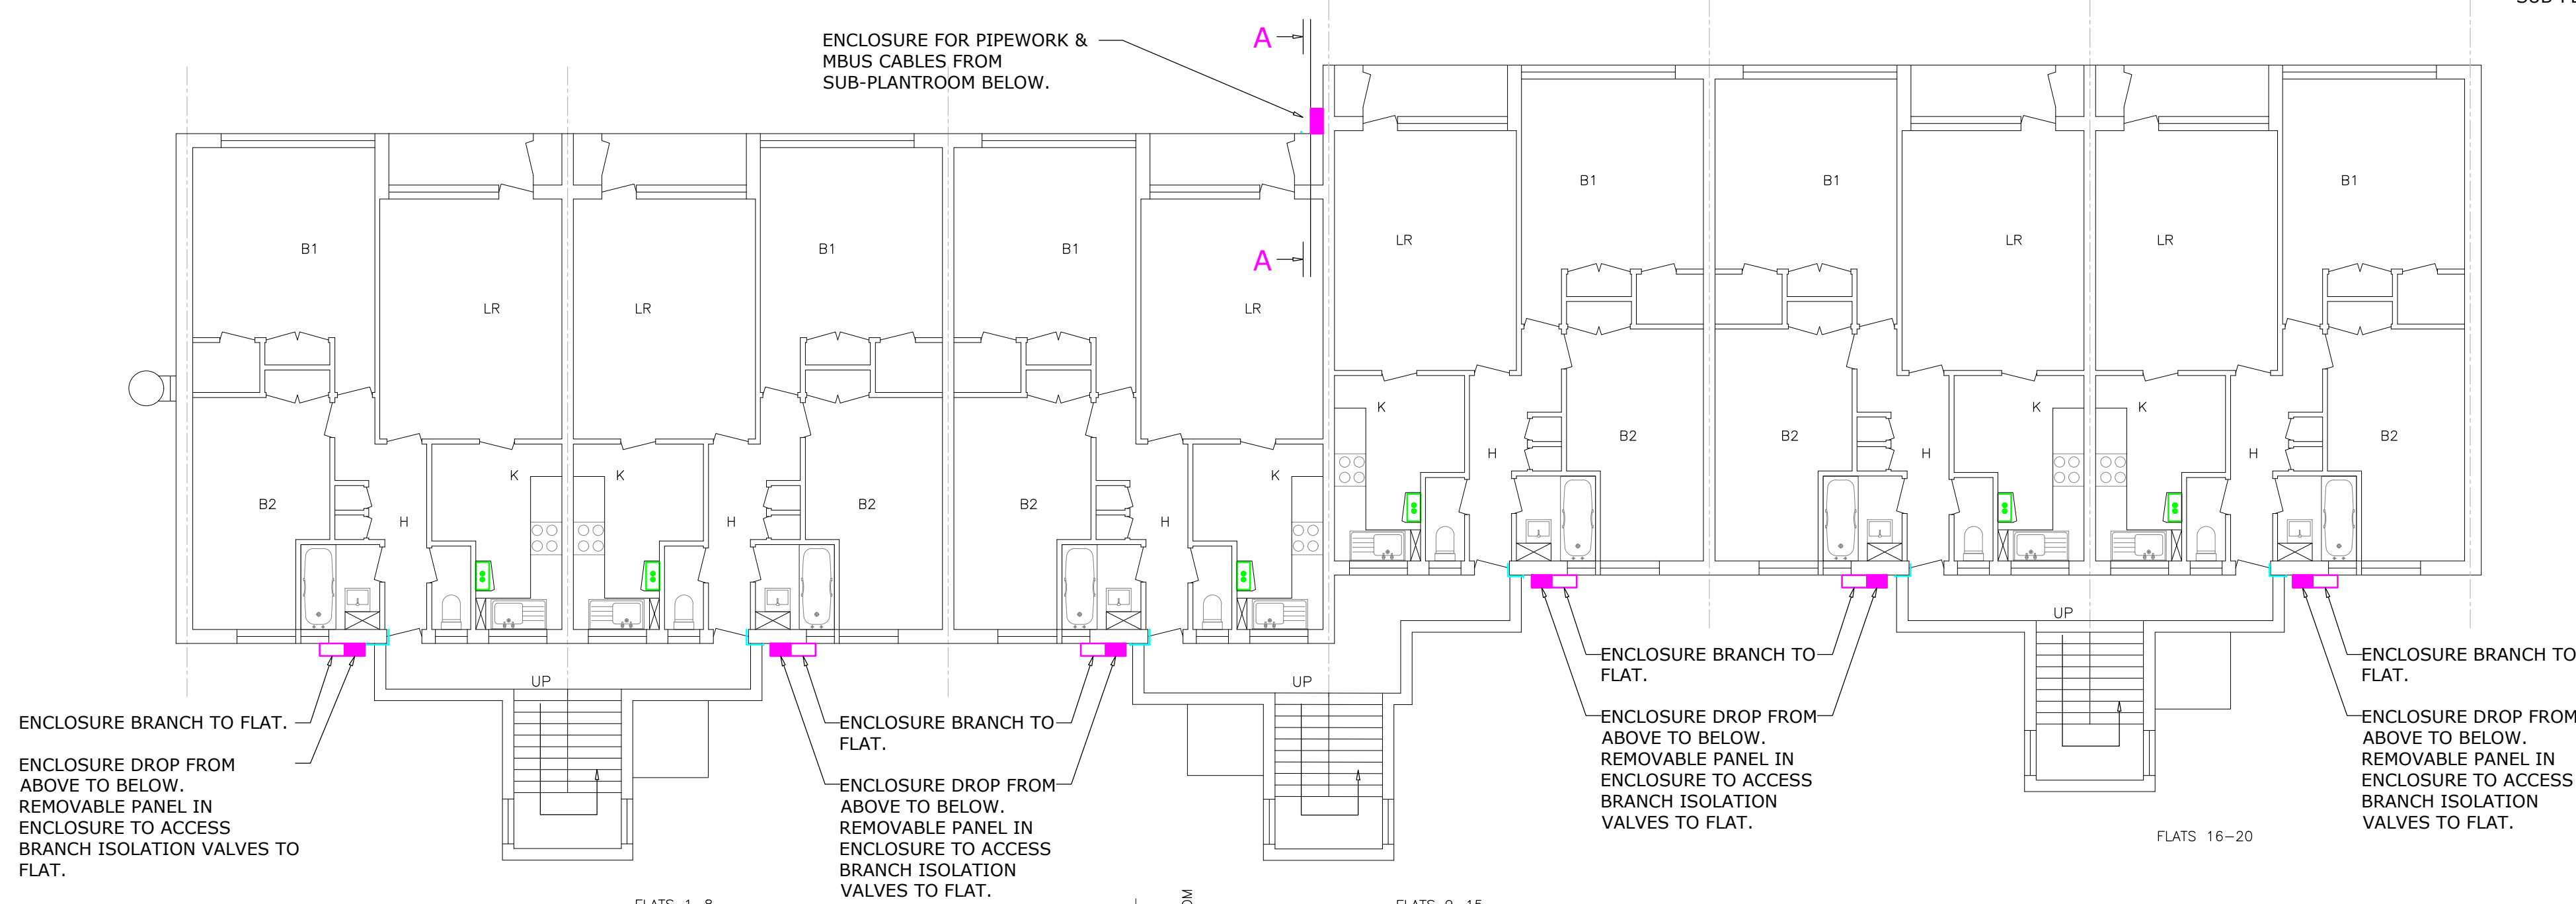 ENCLOSURE FOR PIPEWORK &
MBUS CABLES FROM
SUB-PLANTROOM BELOW.
A
A
B1
LR
LR
B1
B1
LR
LR
B1
B1
LR
LR
B1
B2
H
K
K
H
B2
B2
H
K
K
H
B2
B2
H
K
K
H
B2
UP
UP
UP
ENCLOSURE BRANCH TO FLAT.
ENCLOSURE DROP FROM
ABOVE TO BELOW.
REMOVABLE PANEL IN
ENCLOSURE TO ACCESS
BRANCH ISOLATION VALVES TO
FLAT.
ENCLOSURE BRANCH TO
FLAT.
ENCLOSURE DROP FROM
ABOVE TO BELOW.
REMOVABLE PANEL IN
ENCLOSURE TO ACCESS
BRANCH ISOLATION
VALVES TO FLAT.
ENCLOSURE BRANCH TO
FLAT.
ENCLOSURE DROP FROM
ABOVE TO BELOW.
REMOVABLE PANEL IN
ENCLOSURE TO ACCESS
BRANCH ISOLATION
VALVES TO FLAT.
ENCLOSURE BRANCH TO
FLAT.
ENCLOSURE DROP FROM
ABOVE TO BELOW.
REMOVABLE PANEL IN
ENCLOSURE TO ACCESS
BRANCH ISOLATION
VALVES TO FLAT.
FLATS 16-20
FLATS 1-8
FLATS 9-15